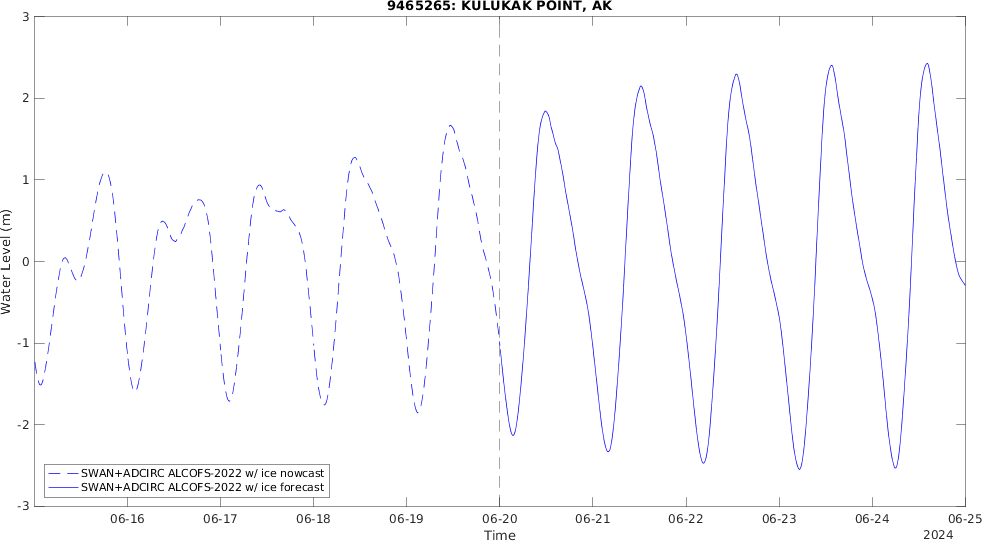 9465265: KULUKAK POINT, AK
3
2
1
0
-1
-2
-3
Water Level (m)
SWAN+ADCIRC ALCOFS-2022 w/ ice nowcast
SWAN+ADCIRC ALCOFS-2022 w/ ice forecast
06-16 06-17 06-18 06-19 06-20 06-21 06-22 06-23 06-24 06-25
Time
2024